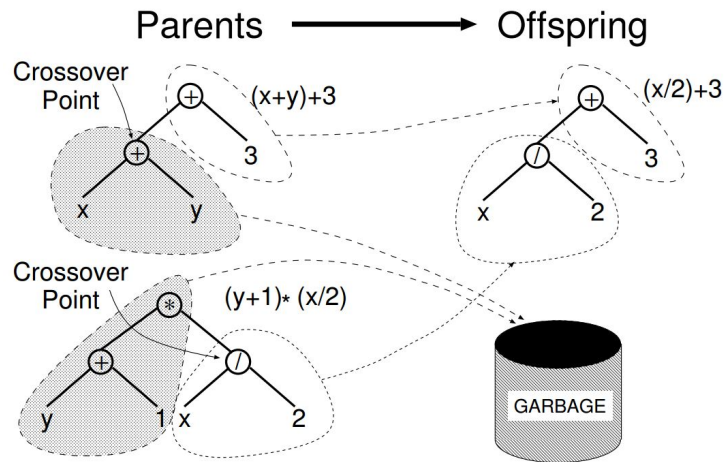 Parents
Offspring
Crossover
Point
+
(x+y)+3
3
+
x
y
+
(x/2)+3
3
/
x
2
Crossover
Point
*
(y+1)* (x/2)
+
/
y
1
x
2
GARBAGE